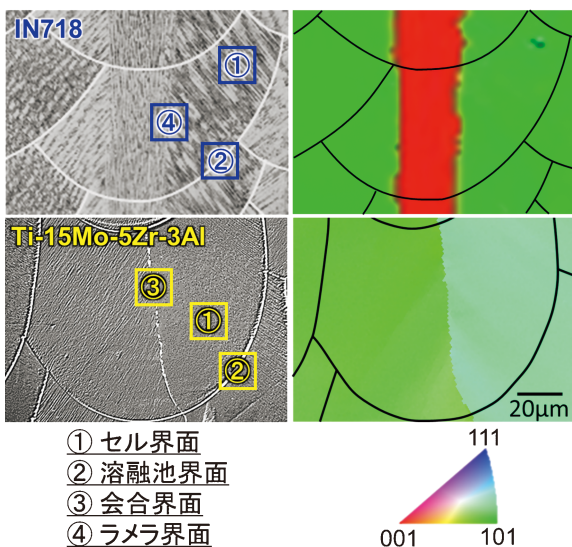 IN718
①
④
②
Ti-15Mo-5Zr-3Al
③
①
②
20μm
① セル界面
② 溶融池界面
③ 会合界面
④ ラメラ界面
111
001
101